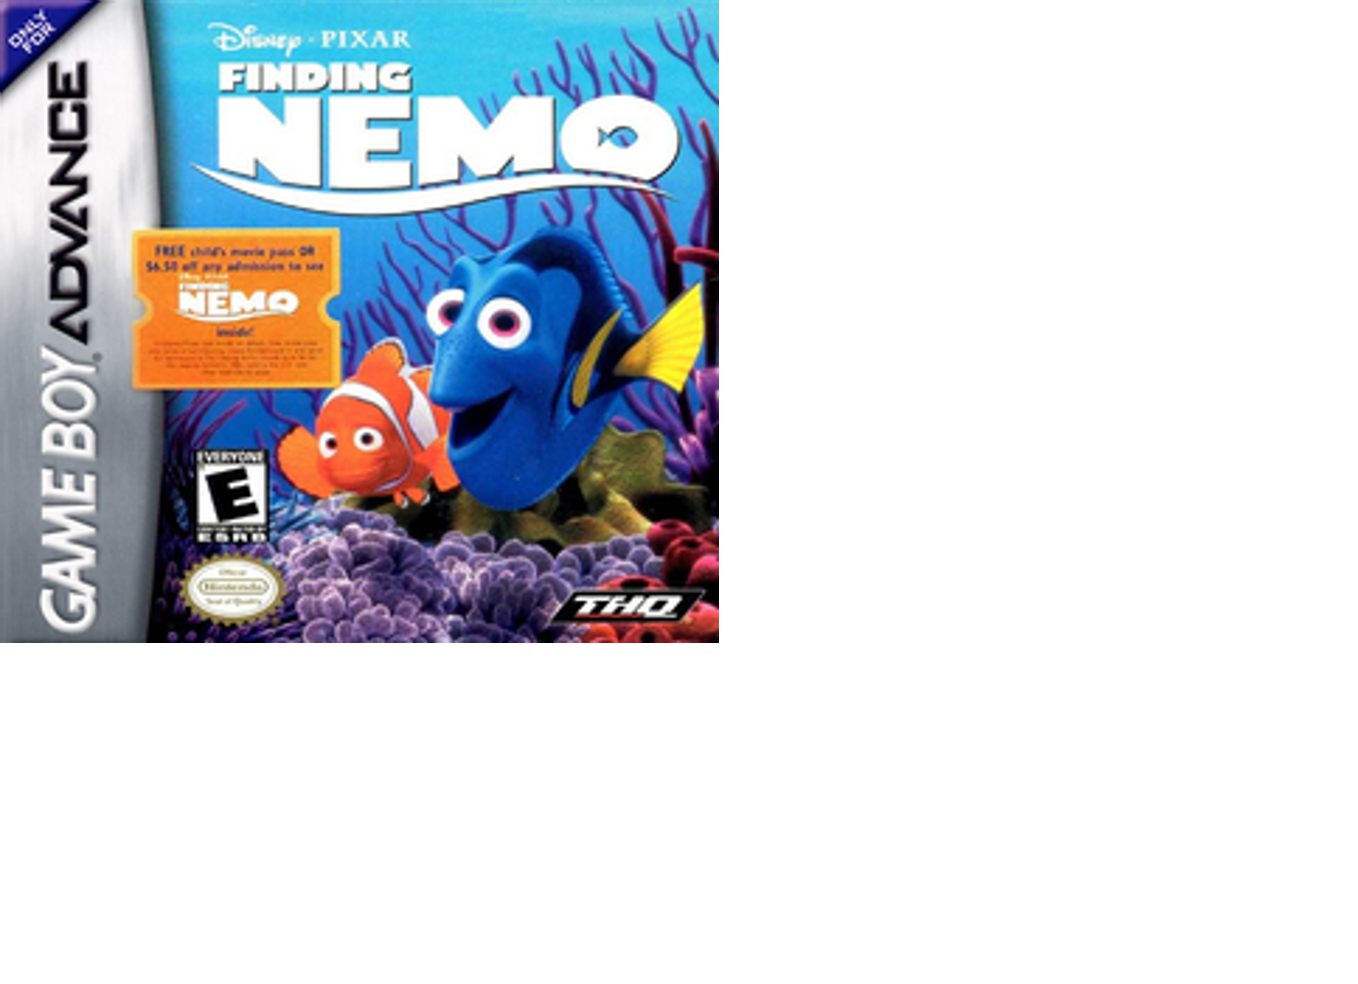 ONLY
FOR
GAME BOY ADVANCE
Disney · PIXAR
FINDING
NEMO
FREE child's movie pass OR
$6.50 off any admission to see
Disney PIXAR
FINDING
NEMO
inside!
EVERYONE
E
ESRB
Official
Nintendo
Seal of Quality
THQ